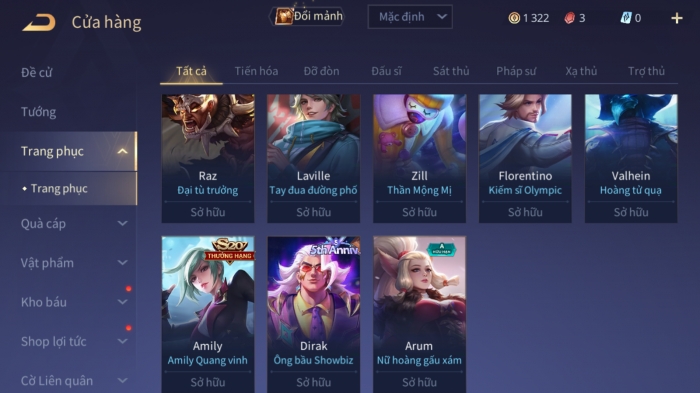 Cửa hàng
Đổi mảnh
Mặc định
1 322
3
0
Đề cử
Tướng
Trang phục
Trang phục
Quà cáp
Vật phẩm
Kho báu
Shop lợi tức
Cờ Liên quân
Tất cả
Tiến hóa
Đỡ đòn
Đấu sĩ
Sát thủ
Pháp sư
Xạ thủ
Trợ thủ
Raz
Đại tù trưởng
Sở hữu
Laville
Tay đua đường phố
Sở hữu
Zill
Thần Mộng Mị
Sở hữu
Florentino
Kiếm sĩ Olympic
Sở hữu
Valhein
Hoàng tử quạ
Sở hữu
S20
THƯỞNG HẠNG
Amily
Amily Quang vinh
Sở hữu
5th Anniv
Dirak
Ông bầu Showbiz
Sở hữu
Arum
Nữ hoàng gấu xám
Sở hữu